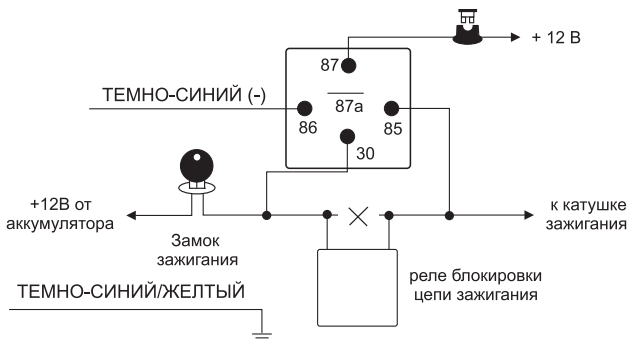 + 12 В
87
ТЕМНО-СИНИЙ (-)
87а
86
85
30
+12В от
аккумулятора
Замок
зажигания
к катушке
зажигания
реле блокировки
цепи зажигания
ТЕМНО-СИНИЙ/ЖЕЛТЫЙ